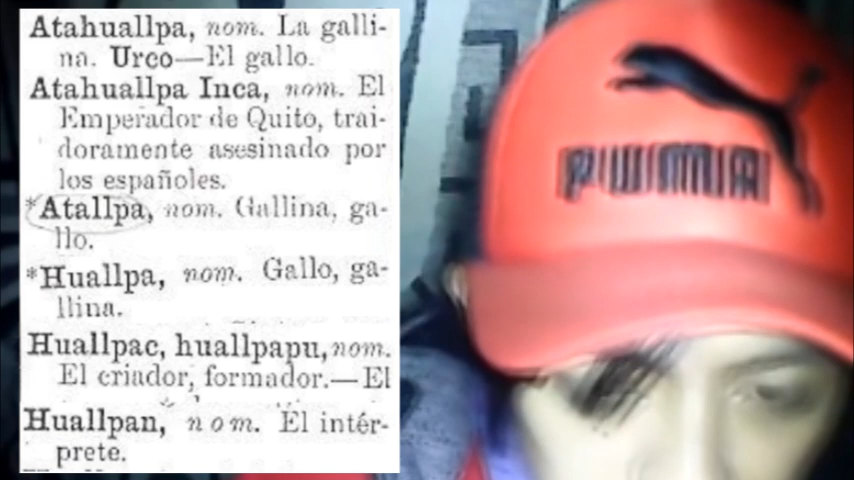 Atahuallpa, nom. La galli-
na. Urco—El gallo.
Atahuallpa Inca, nom. El
Emperador de Quito, trai-
doramente asesinado por
los españoles.
*Atallpa, nom. Gallina, ga-
llo.
*Huallpa, nom. Gallo, ga-
llina.
Huallpac, huallpapu, nom.
El criador, formador.—El
Huallpan, nom. El intér-
prete.
PUMA